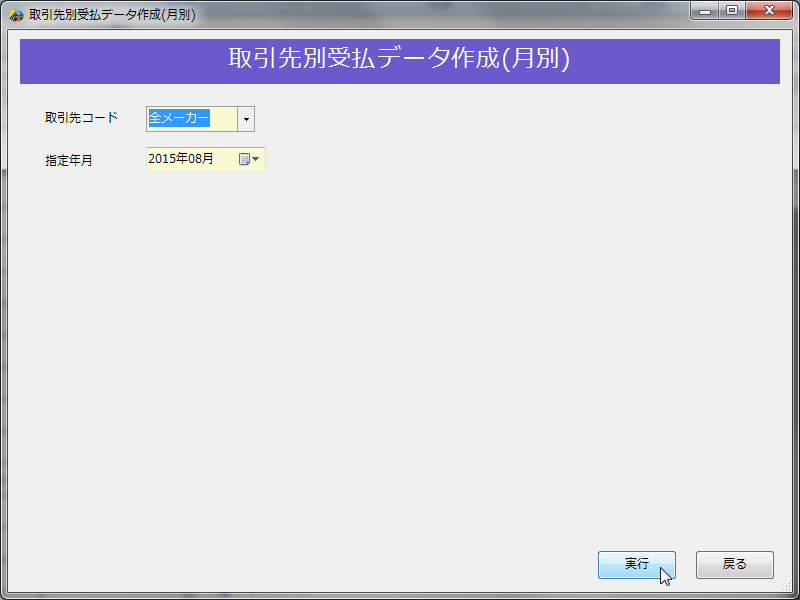 取引先別受払データ作成(月別)
取引先別受払データ作成(月別)
取引先コード 全メーカー
指定年月 2015年08月
実行 戻る